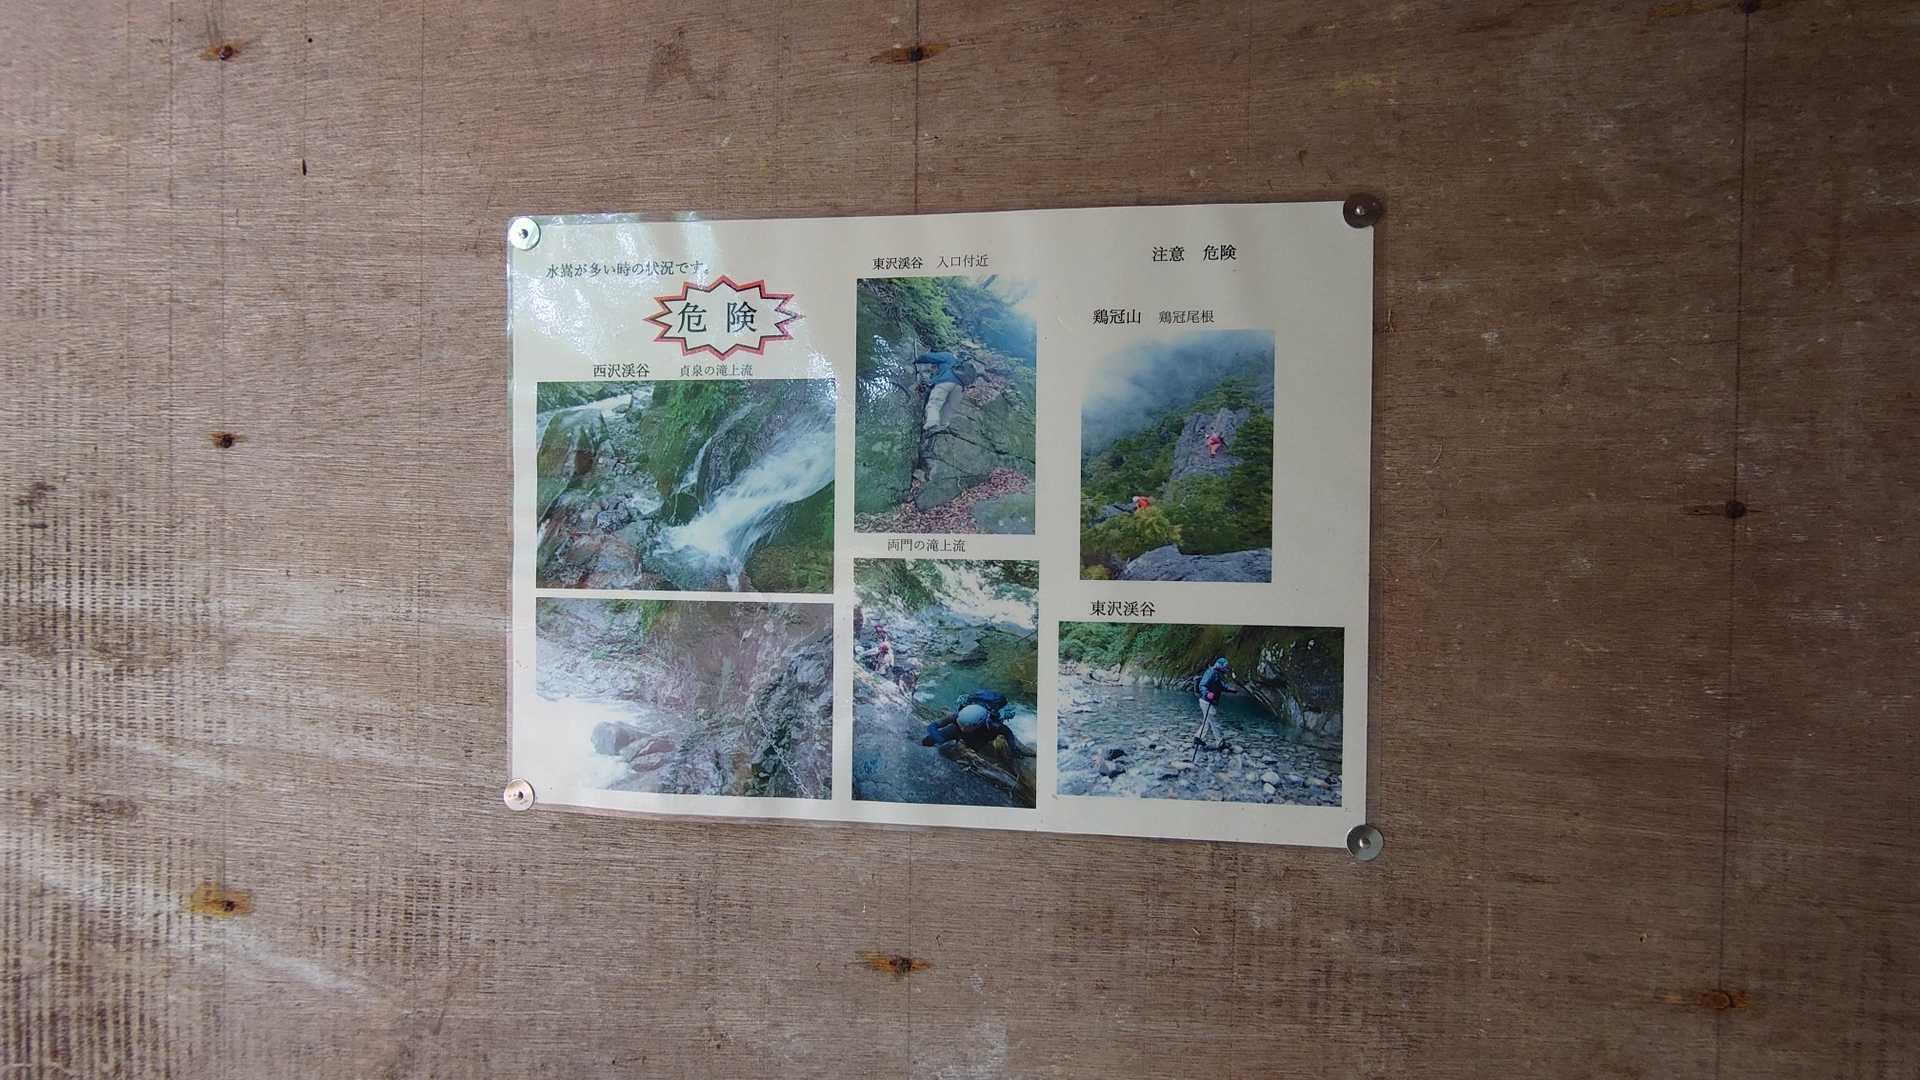 水嵩が多い時の状況です。
危 険
西沢渓谷 貞泉の滝上流
東沢渓谷 入口付近
両門の滝上流
注意 危険
鶏冠山 鶏冠尾根
東沢渓谷